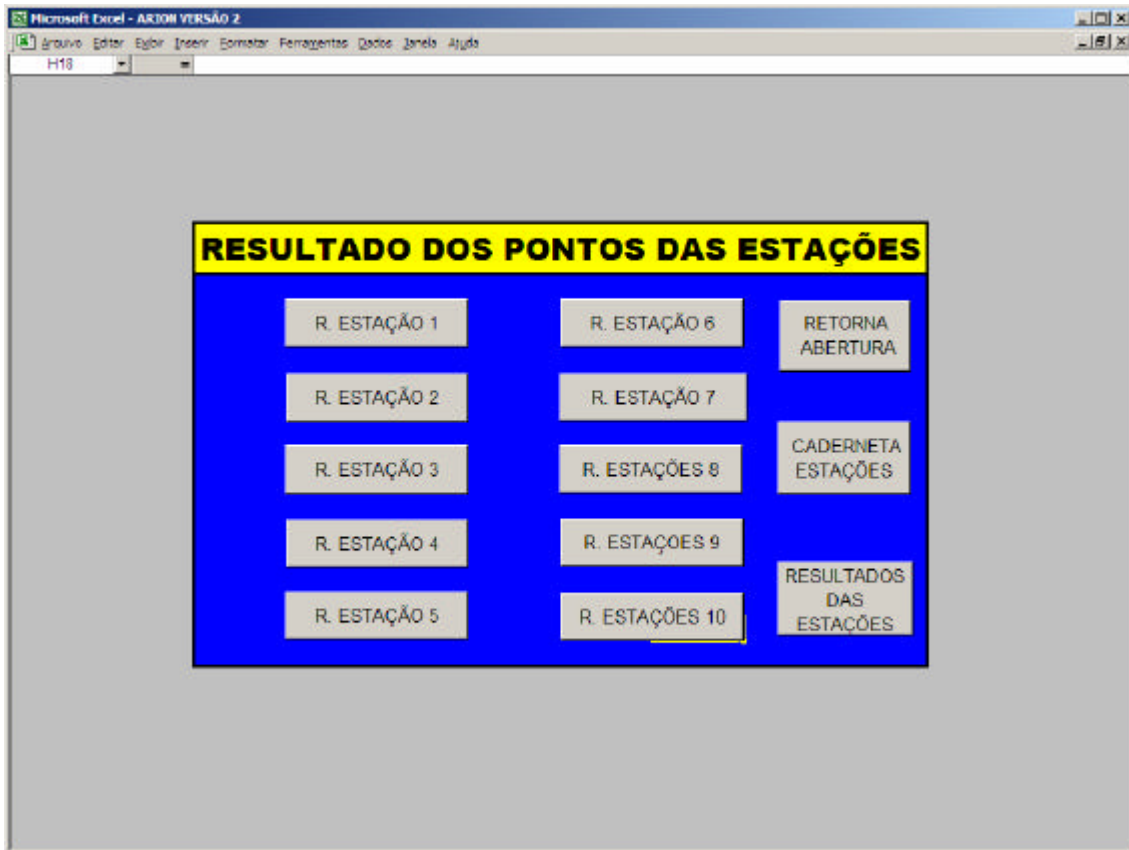 Microsoft Excel - ARION VERSÃO 2
Arquivo Editar Exibir Inserir Formatar Ferramentas Dados Janela Ajuda
H18 =
RESULTADO DOS PONTOS DAS ESTAÇÕES
R. ESTAÇÃO 1
R. ESTAÇÃO 2
R. ESTAÇÃO 3
R. ESTAÇÃO 4
R. ESTAÇÃO 5
R. ESTAÇÃO 6
R. ESTAÇÃO 7
R. ESTAÇÕES 8
R. ESTAÇOES 9
R. ESTAÇÕES 10
RETORNA
ABERTURA
CADERNETA
ESTAÇÕES
RESULTADOS
DAS
ESTAÇÕES